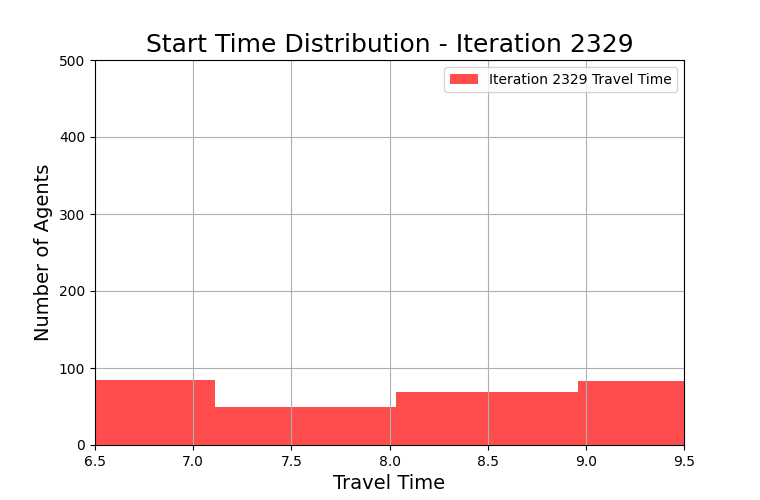 Start Time Distribution - Iteration 2329
Iteration 2329 Travel Time
Number of Agents
500
400
300
200
100
0
6.5 7.0 7.5 8.0 8.5 9.0 9.5
Travel Time